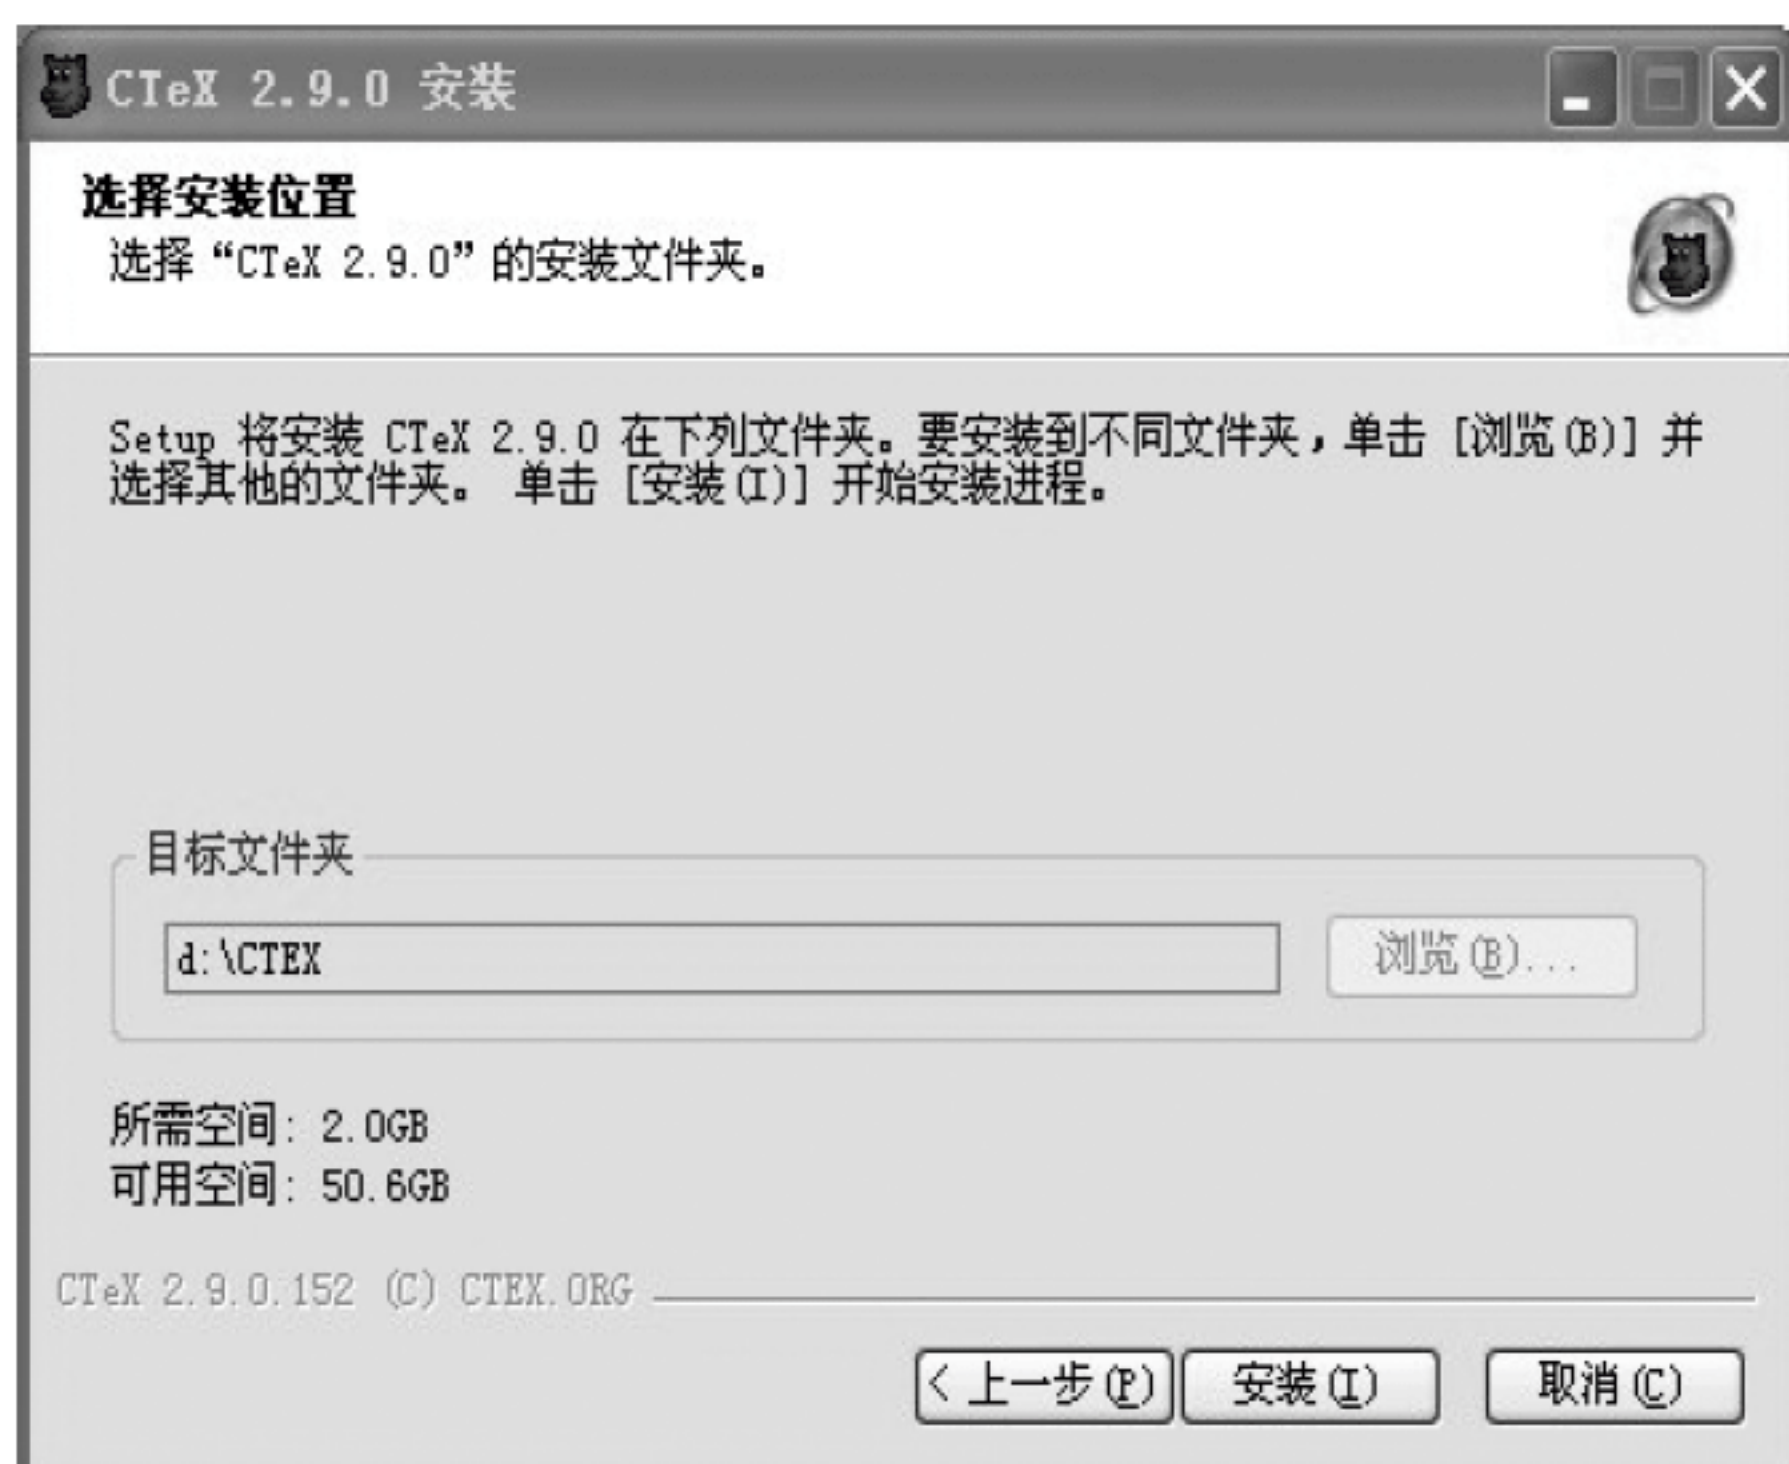 CTeX 2.9.0 安装
选择安装位置
选择“CTeX 2.9.0”的安装文件夹。
Setup 将安装 CTeX 2.9.0 在下列文件夹。要安装到不同文件夹，单击 [浏览(B)] 并
选择其他的文件夹。 单击 [安装(I)] 开始安装进程。
目标文件夹
d:\CTEX
浏览(B)...
所需空间: 2.0GB
可用空间: 50.6GB
CTeX 2.9.0.152 (C) CTEX.ORG
< 上一步(P)
安装(I)
取消(C)